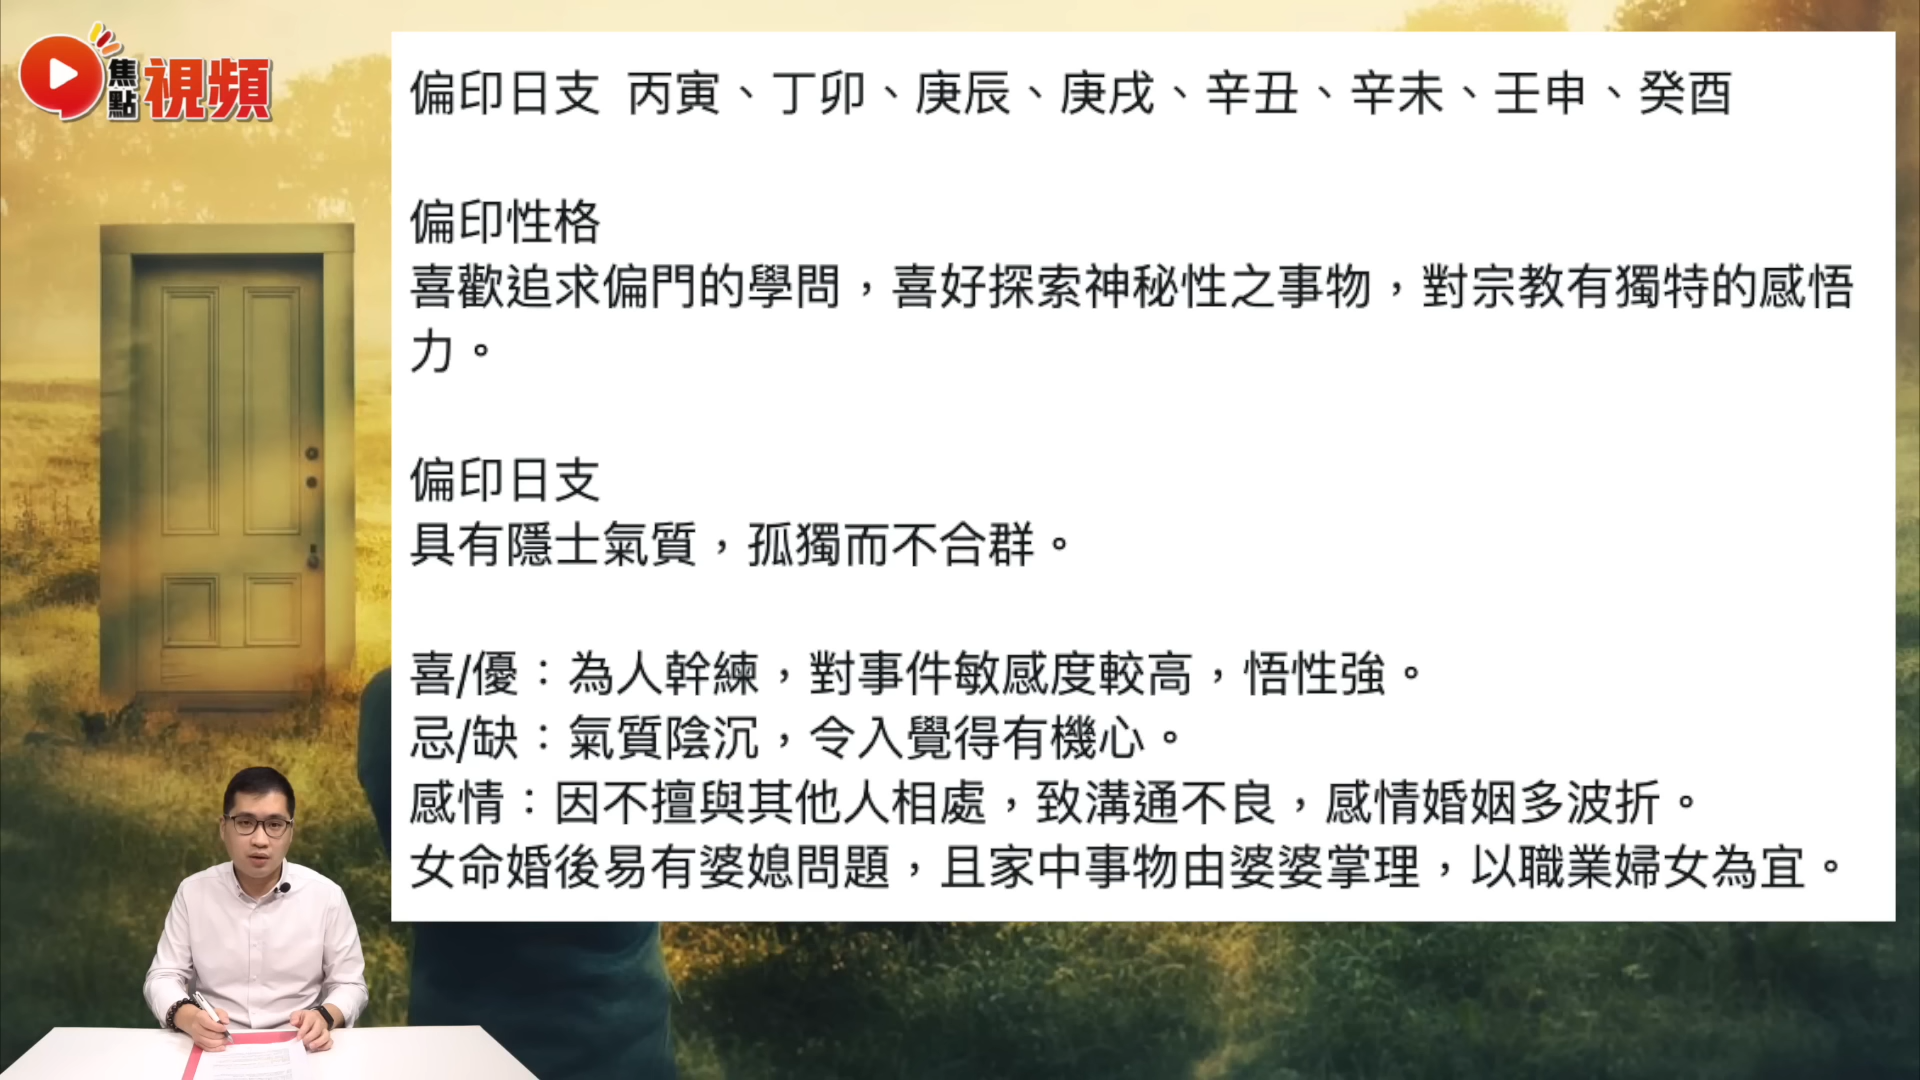 焦點視頻
偏印日支 丙寅、丁卯、庚辰、庚戌、辛丑、辛未、壬申、癸酉
偏印性格
喜歡追求偏門的學問，喜好探索神秘性之事物，對宗教有獨特的感悟
力。
偏印日支
具有隱士氣質，孤獨而不合群。
喜/優：為人幹練，對事件敏感度較高，悟性強。
忌/缺：氣質陰沉，令入覺得有機心。
感情：因不擅與其他人相處，致溝通不良，感情婚姻多波折。
女命婚後易有婆媳問題，且家中事物由婆婆掌理，以職業婦女為宜。